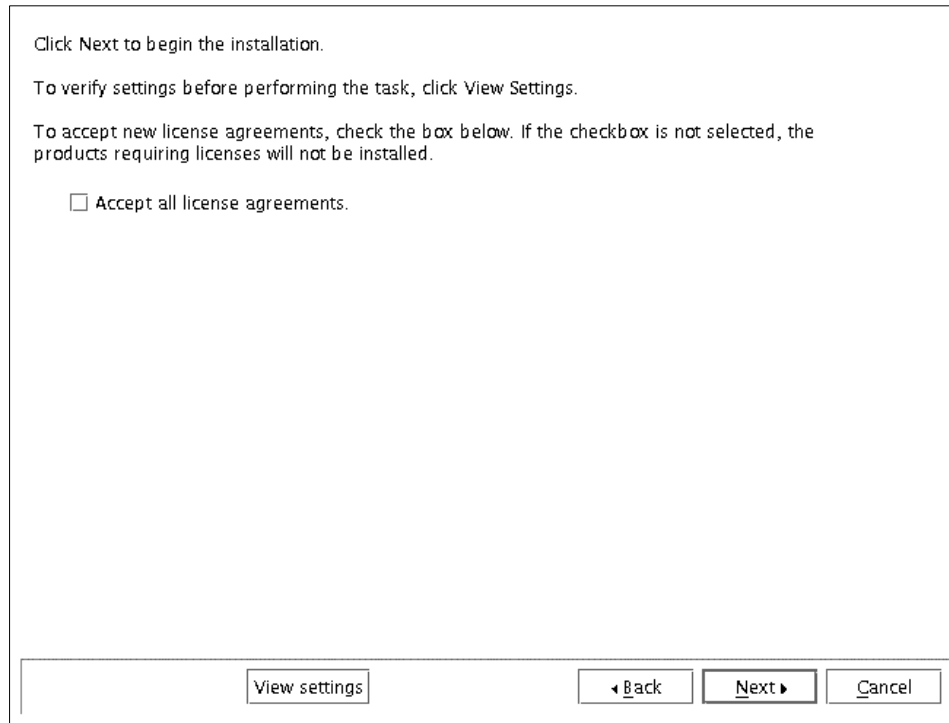 Click Next to begin the installation.
To verify settings before performing the task, click View Settings.
To accept new license agreements, check the box below. If the checkbox is not selected, the
products requiring licenses will not be installed.
Accept all license agreements.
View settings
Back
Next
Cancel